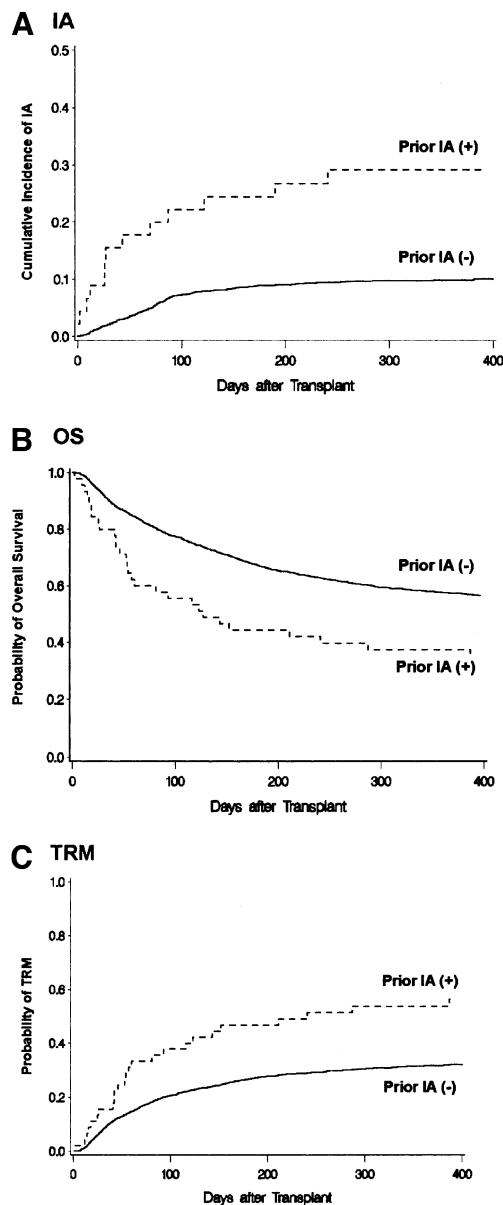 A IA
0.5
0.4
0.3
0.2
0.1
0.0
Cumulative Incidence of IA
Prior IA (+)
Prior IA (-)
0 100 200 300 400
Days after Transplant
B OS
1.0
0.8
0.6
0.4
0.2
0.0
Probability of Overall Survival
Prior IA (-)
Prior IA (+)
0 100 200 300 400
Days after Transplant
C TRM
1.0
0.8
0.6
0.4
0.2
0.0
Probability of TRM
Prior IA (+)
Prior IA (-)
0 100 200 300 400
Days after Transplant